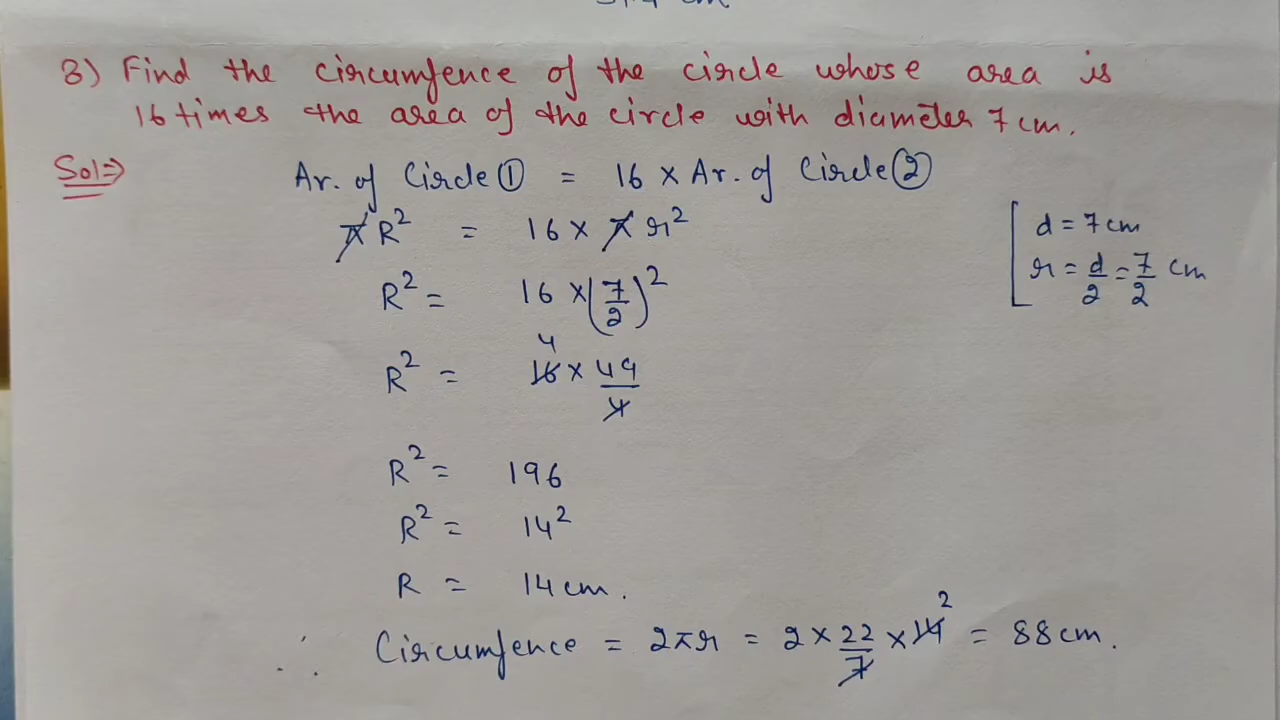 3) Find the circumfence of the circle whose area is
16 times the area of the circle with diameter 7 cm.
Sol⇒
Ar. of Circle ① = 16 × Ar. of Circle ②
πR² = 16 × π r²
d = 7 cm
R² = 16 × (7/2)²
r = d/2 = 7/2 cm
4
R² = 16 × 49/4
R² = 196
R² = 14²
R = 14 cm.
∴ Circumfence = 2πr = 2 × 22/7 × 14 2 = 88 cm.